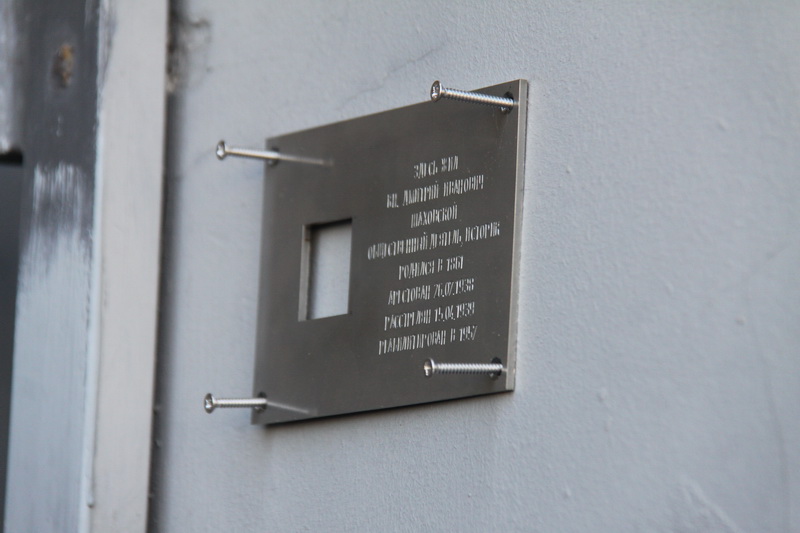 ЗДЕСЬ ЖИЛ
КН. ДМИТРИЙ ИВАНОВИЧ
ШАХОВСКОЙ
ОБЩЕСТВЕННЫЙ ДЕЯТЕЛЬ, ИСТОРИК
РОДИЛСЯ В 1861
АРЕСТОВАН 26.07.1938
РАССТРЕЛЯН 15.04.1939
РЕАБИЛИТИРОВАН В 1957